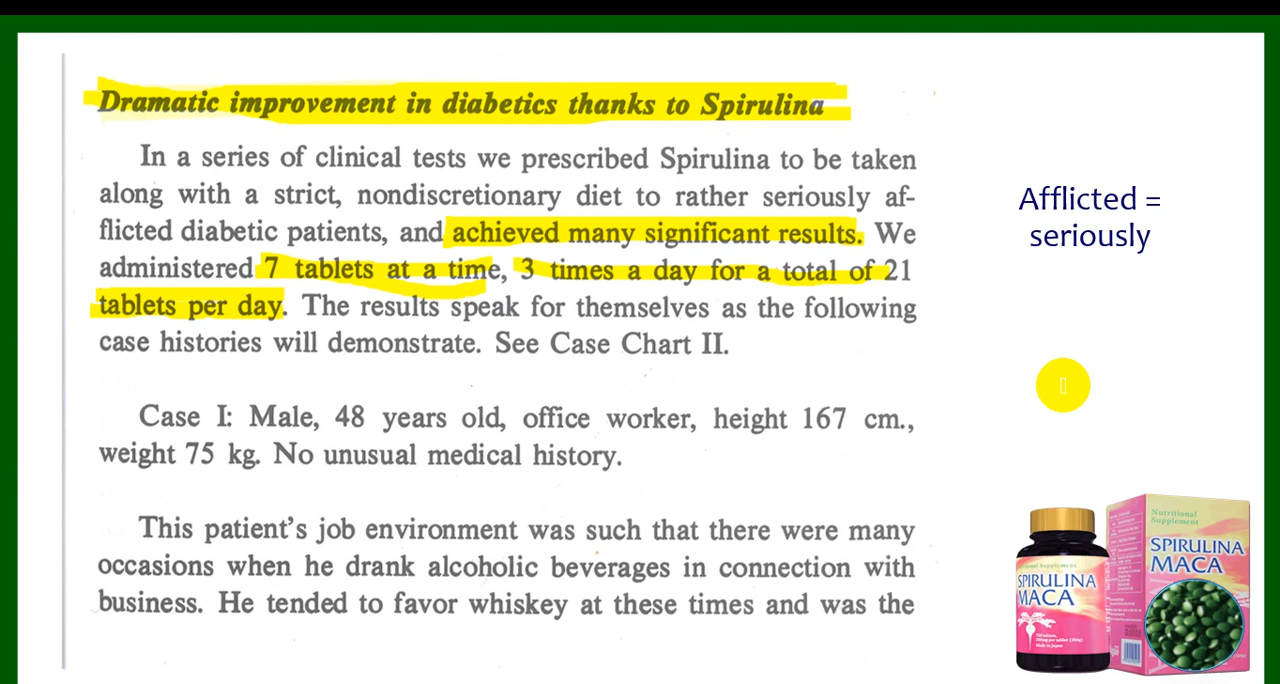 Dramatic improvement in diabetics thanks to Spirulina
In a series of clinical tests we prescribed Spirulina to be taken
along with a strict, nondiscretionary diet to rather seriously af-
flicted diabetic patients, and achieved many significant results. We
administered 7 tablets at a time, 3 times a day for a total of 21
tablets per day. The results speak for themselves as the following
case histories will demonstrate. See Case Chart II.
Case I: Male, 48 years old, office worker, height 167 cm.,
weight 75 kg. No unusual medical history.
This patient's job environment was such that there were many
occasions when he drank alcoholic beverages in connection with
business. He tended to favor whiskey at these times and was the
Afflicted =
seriously
Nutritional
Supplement
SPIRULINA
MACA
Nutritional Supplement
SPIRULINA
MACA
Made in Japan